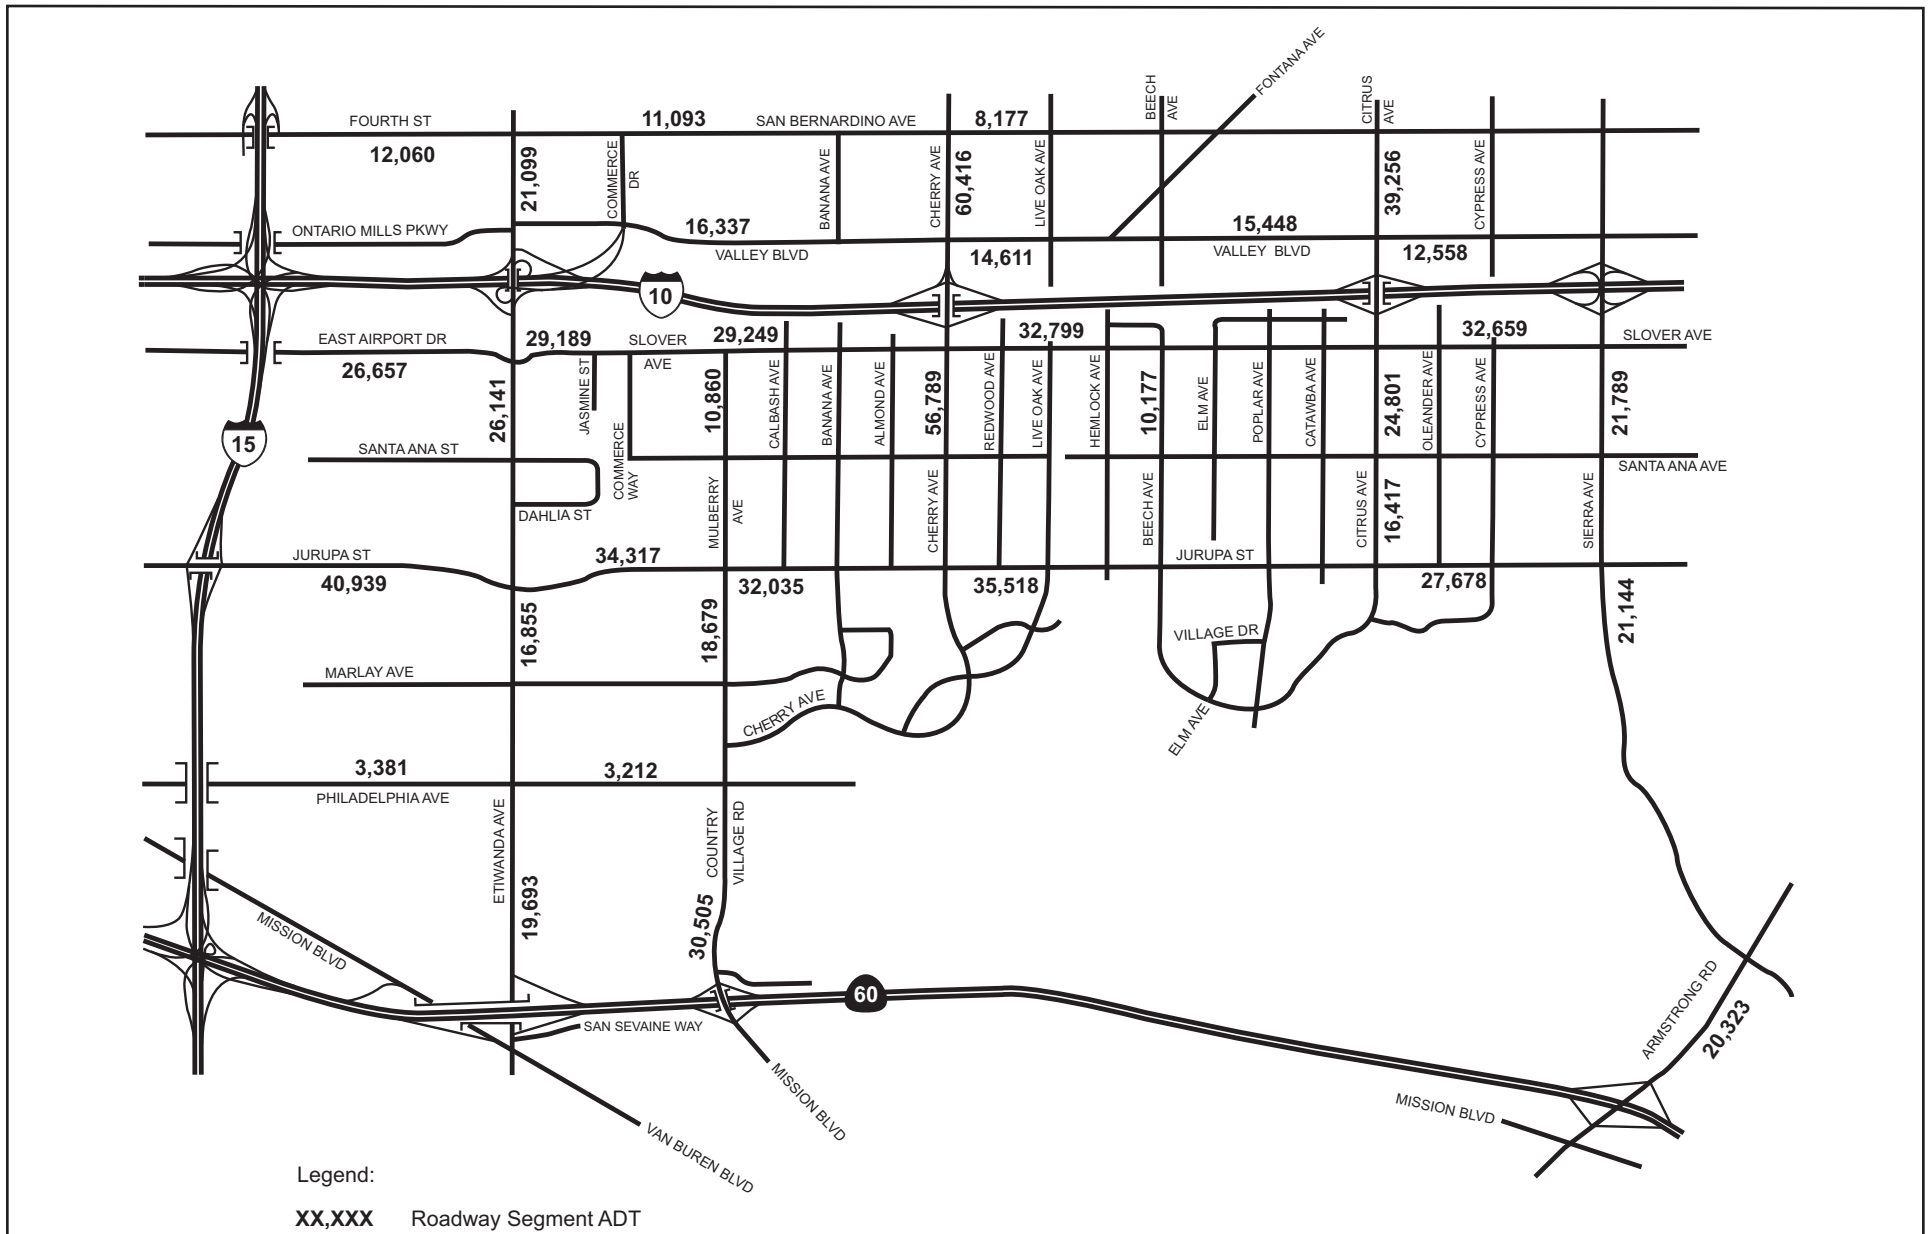 FONTANA AVE
BEECH
AVE
CITRUS
AVE
FOURTH ST
11,093
SAN BERNARDINO AVE
8,177
12,060
21,099
COMMERCE
DR
BANANA AVE
CHERRY AVE
60,416
LIVE OAK AVE
39,256
CYPRESS AVE
ONTARIO MILLS PKWY
16,337
VALLEY BLVD
14,611
15,448
VALLEY BLVD
12,558
10
EAST AIRPORT DR
26,657
29,189
SLOVER
AVE
29,249
32,799
32,659
SLOVER AVE
15
26,141
JASMINE ST
COMMERCE
WAY
10,860
CALBASH AVE
BANANA AVE
ALMOND AVE
56,789
REDWOOD AVE
LIVE OAK AVE
HEMLOCK AVE
10,177
ELM AVE
POPLAR AVE
CATAWBA AVE
24,801
OLEANDER AVE
CYPRESS AVE
21,789
SANTA ANA ST
SANTA ANA AVE
DAHLIA ST
MULBERRY
AVE
CHERRY AVE
BEECH AVE
CITRUS AVE
16,417
SIERRA AVE
JURUPA ST
40,939
34,317
32,035
35,518
JURUPA ST
27,678
16,855
18,679
21,144
VILLAGE DR
MARLAY AVE
CHERRY AVE
ELM AVE
3,381
3,212
PHILADELPHIA AVE
ETIWANDA AVE
COUNTRY
VILLAGE RD
19,693
30,505
MISSION BLVD
60
SAN SEVAINE WAY
ARMSTRONG RD
20,323
MISSION BLVD
MISSION BLVD
VAN BUREN BLVD
Legend:
XX,XXX Roadway Segment ADT